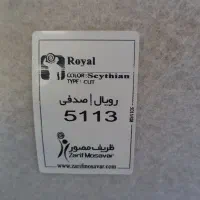 Royal
COLOR: Scythian
TYPE: CUT
رویال | صدفی
5113
ظریف مصور
Zarif Mosavar
www.zarifmosavar.com